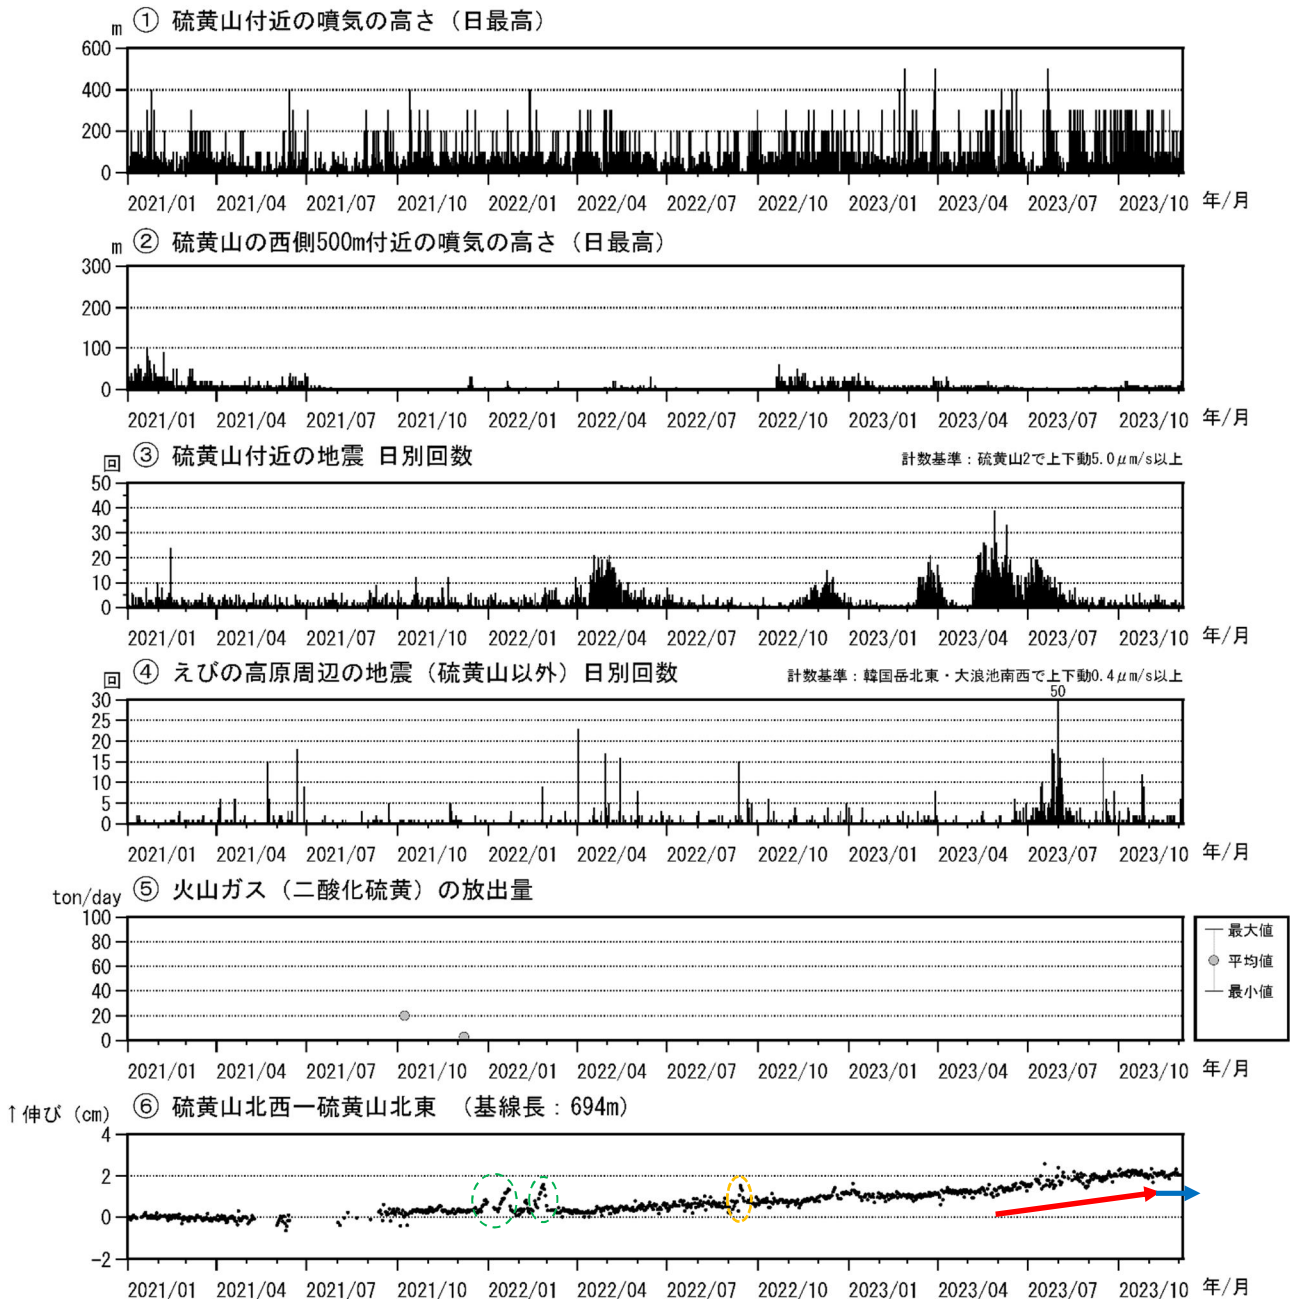 m ① 硫黄山付近の噴気の高さ（日最高）
600
400
200
0
2021/01 2021/04 2021/07 2021/10 2022/01 2022/04 2022/07 2022/10 2023/01 2023/04 2023/07 2023/10 年/月
m ② 硫黄山の西側500m付近の噴気の高さ（日最高）
300
200
100
0
2021/01 2021/04 2021/07 2021/10 2022/01 2022/04 2022/07 2022/10 2023/01 2023/04 2023/07 2023/10 年/月
回 ③ 硫黄山付近の地震 日別回数 計数基準：硫黄山2で上下動5.0μm/s以上
50
40
30
20
10
0
2021/01 2021/04 2021/07 2021/10 2022/01 2022/04 2022/07 2022/10 2023/01 2023/04 2023/07 2023/10 年/月
回 ④ えびの高原周辺の地震（硫黄山以外）日別回数 計数基準：韓国岳北東・大浪池南西で上下動0.4μm/s以上
50
30
25
20
15
10
5
0
2021/01 2021/04 2021/07 2021/10 2022/01 2022/04 2022/07 2022/10 2023/01 2023/04 2023/07 2023/10 年/月
ton/day ⑤ 火山ガス（二酸化硫黄）の放出量
100
80
60
40
20
0
最大値
平均値
最小値
2021/01 2021/04 2021/07 2021/10 2022/01 2022/04 2022/07 2022/10 2023/01 2023/04 2023/07 2023/10 年/月
↑伸び（cm） ⑥ 硫黄山北西－硫黄山北東 （基線長：694m）
4
2
0
-2
2021/01 2021/04 2021/07 2021/10 2022/01 2022/04 2022/07 2022/10 2023/01 2023/04 2023/07 2023/10 年/月